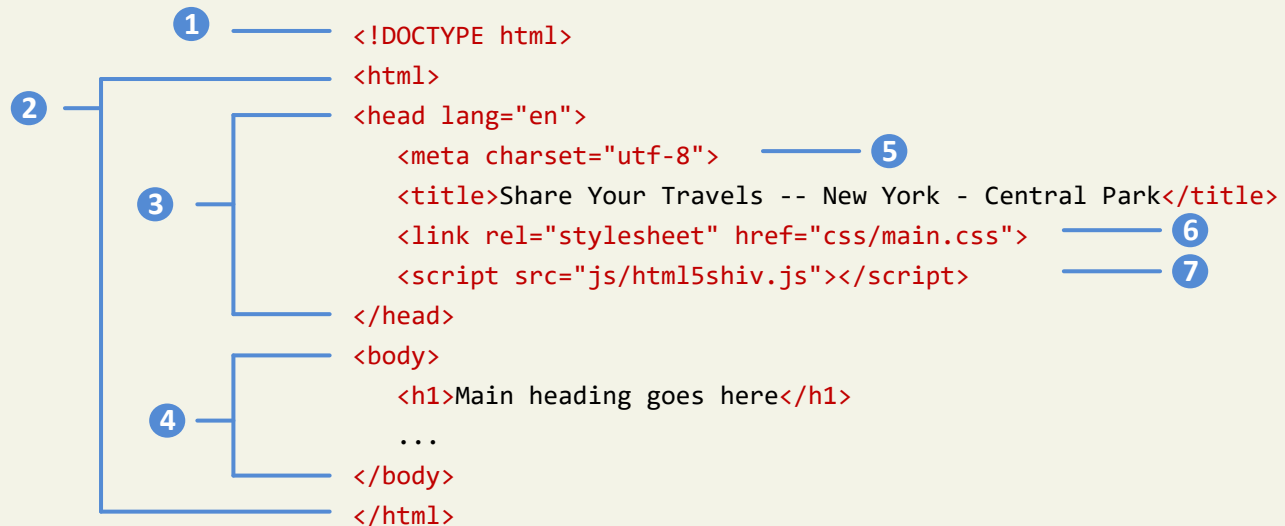 1 <!DOCTYPE html>
<html>
2 <head lang="en">
<meta charset="utf-8"> 5
3 <title>Share Your Travels -- New York - Central Park</title>
<link rel="stylesheet" href="css/main.css"> 6
<script src="js/html5shiv.js"></script> 7
</head>
<body>
<h1>Main heading goes here</h1>
4 ...
</body>
</html>